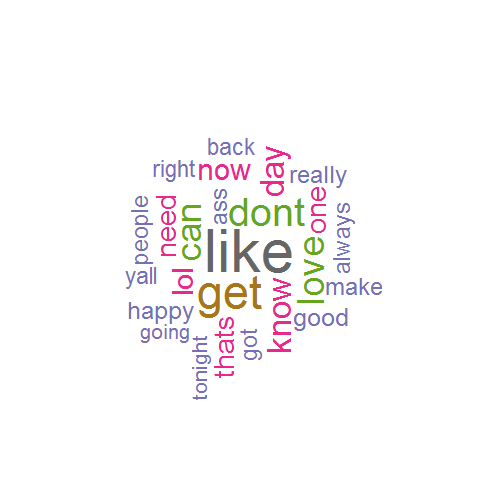 back
right
now
day
really
people
need
can
ass
dont
one
always
like
yall
lol
get
love
make
happy
know
good
going
thats
got
tonight